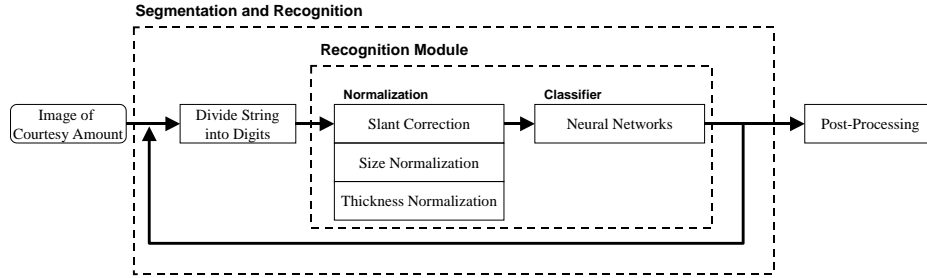 Segmentation and Recognition
Recognition Module
Normalization
Classifier
Image of
Courtesy Amount
Divide String
into Digits
Slant Correction
Size Normalization
Thickness Normalization
Neural Networks
Post-Processing